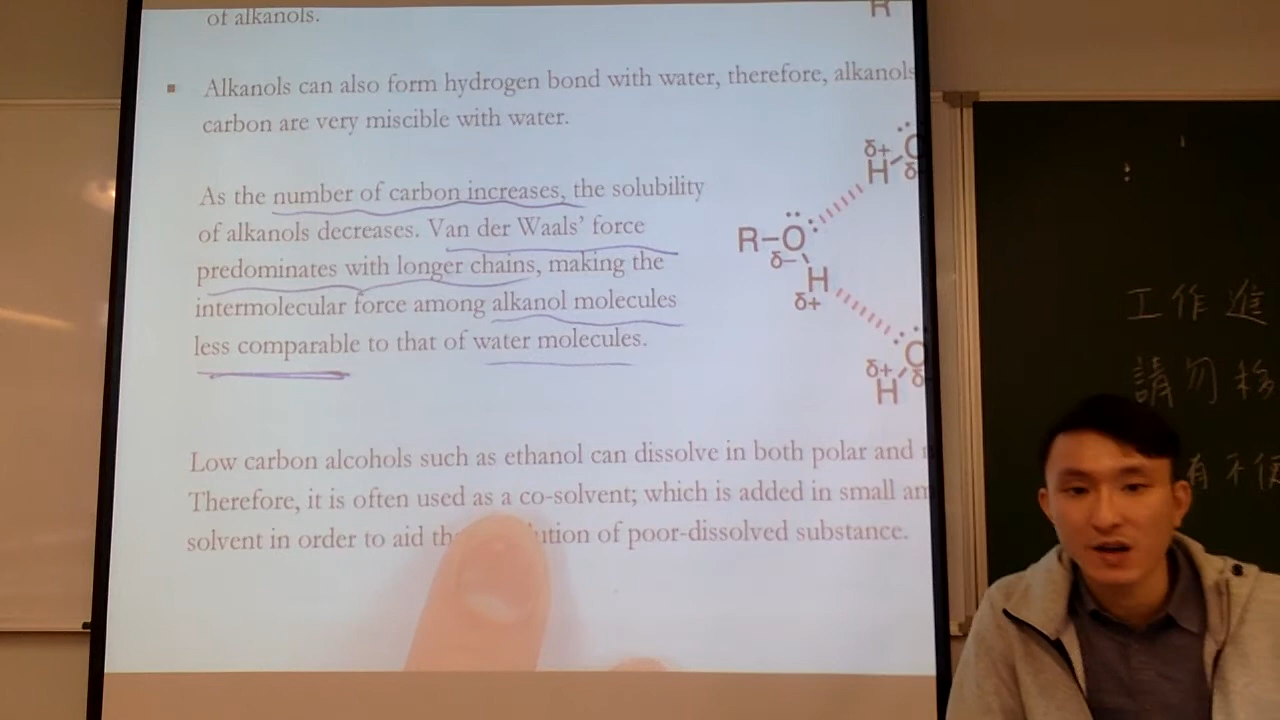 of alkanols.
R
Alkanols can also form hydrogen bond with water, therefore, alkanols
carbon are very miscible with water.
As the number of carbon increases, the solubility
of alkanols decreases. Van der Waals' force
predominates with longer chains, making the
intermolecular force among alkanol molecules
less comparable to that of water molecules.
δ+
H O
δ
R–O
δ–
H
δ+
O
δ+ δ
H
Low carbon alcohols such as ethanol can dissolve in both polar and
Therefore, it is often used as a co-solvent; which is added in small
solvent in order to aid of poor-dissolved substance.
工作進
請勿移
有不便